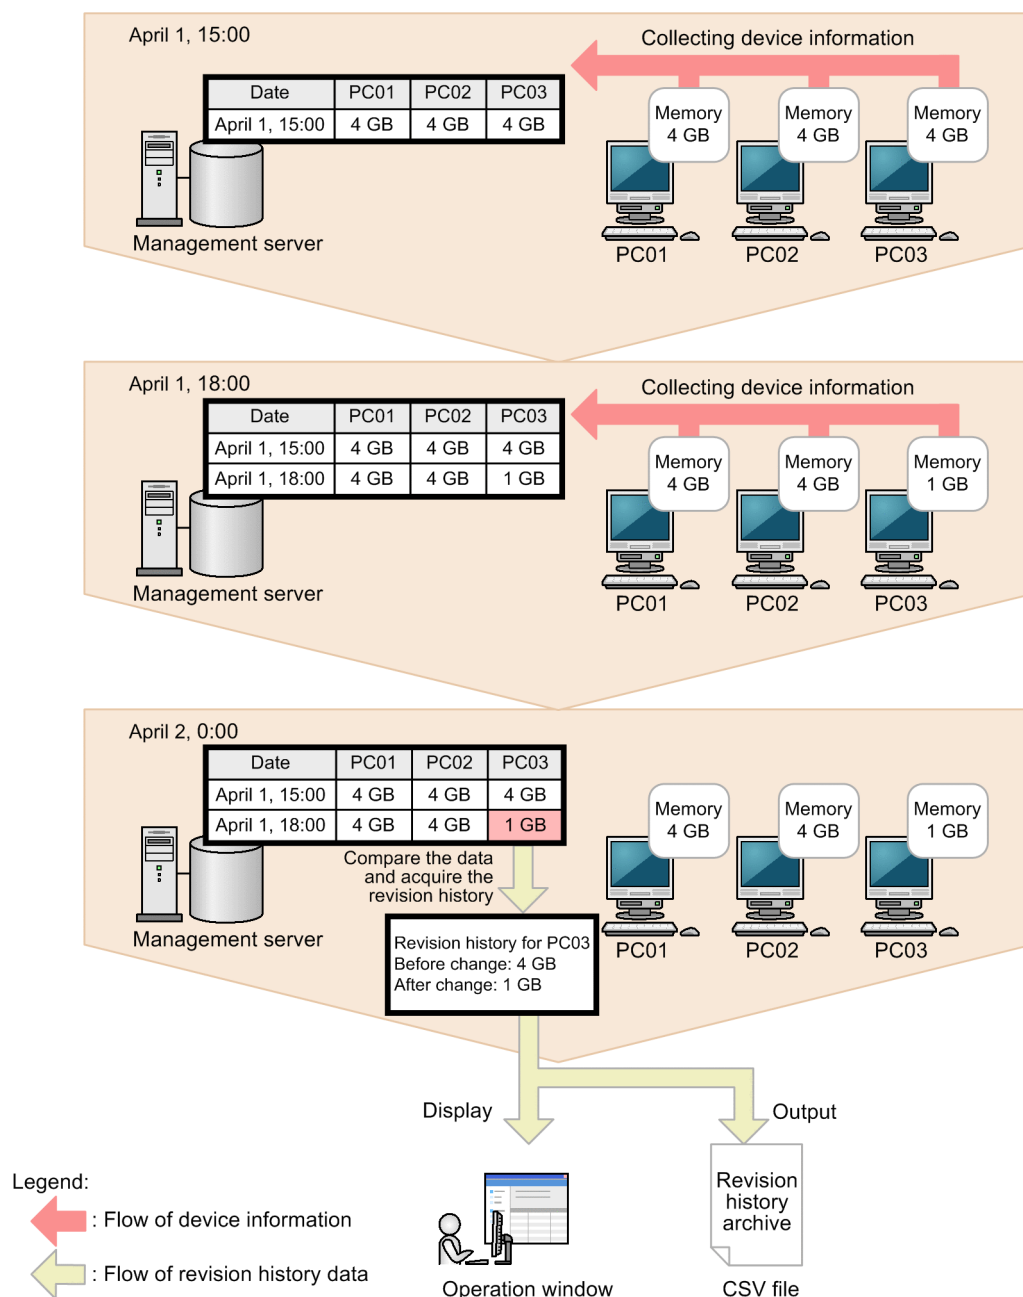 April 1, 15:00
Collecting device information
Date PC01 PC02 PC03
April 1, 15:00 4 GB 4 GB 4 GB
Memory
4 GB
Memory
4 GB
Memory
4 GB
Management server
PC01 PC02 PC03
April 1, 18:00
Collecting device information
Date PC01 PC02 PC03
April 1, 15:00 4 GB 4 GB 4 GB
April 1, 18:00 4 GB 4 GB 1 GB
Memory
4 GB
Memory
4 GB
Memory
1 GB
Management server
PC01 PC02 PC03
April 2, 0:00
Date PC01 PC02 PC03
April 1, 15:00 4 GB 4 GB 4 GB
April 1, 18:00 4 GB 4 GB 1 GB
Memory
4 GB
Memory
4 GB
Memory
1 GB
Compare the data
and acquire the
revision history
Management server
PC01 PC02 PC03
Revision history for PC03
Before change: 4 GB
After change: 1 GB
Display
Output
Revision
history
archive
Operation window
CSV file
Legend:
: Flow of device information
: Flow of revision history data